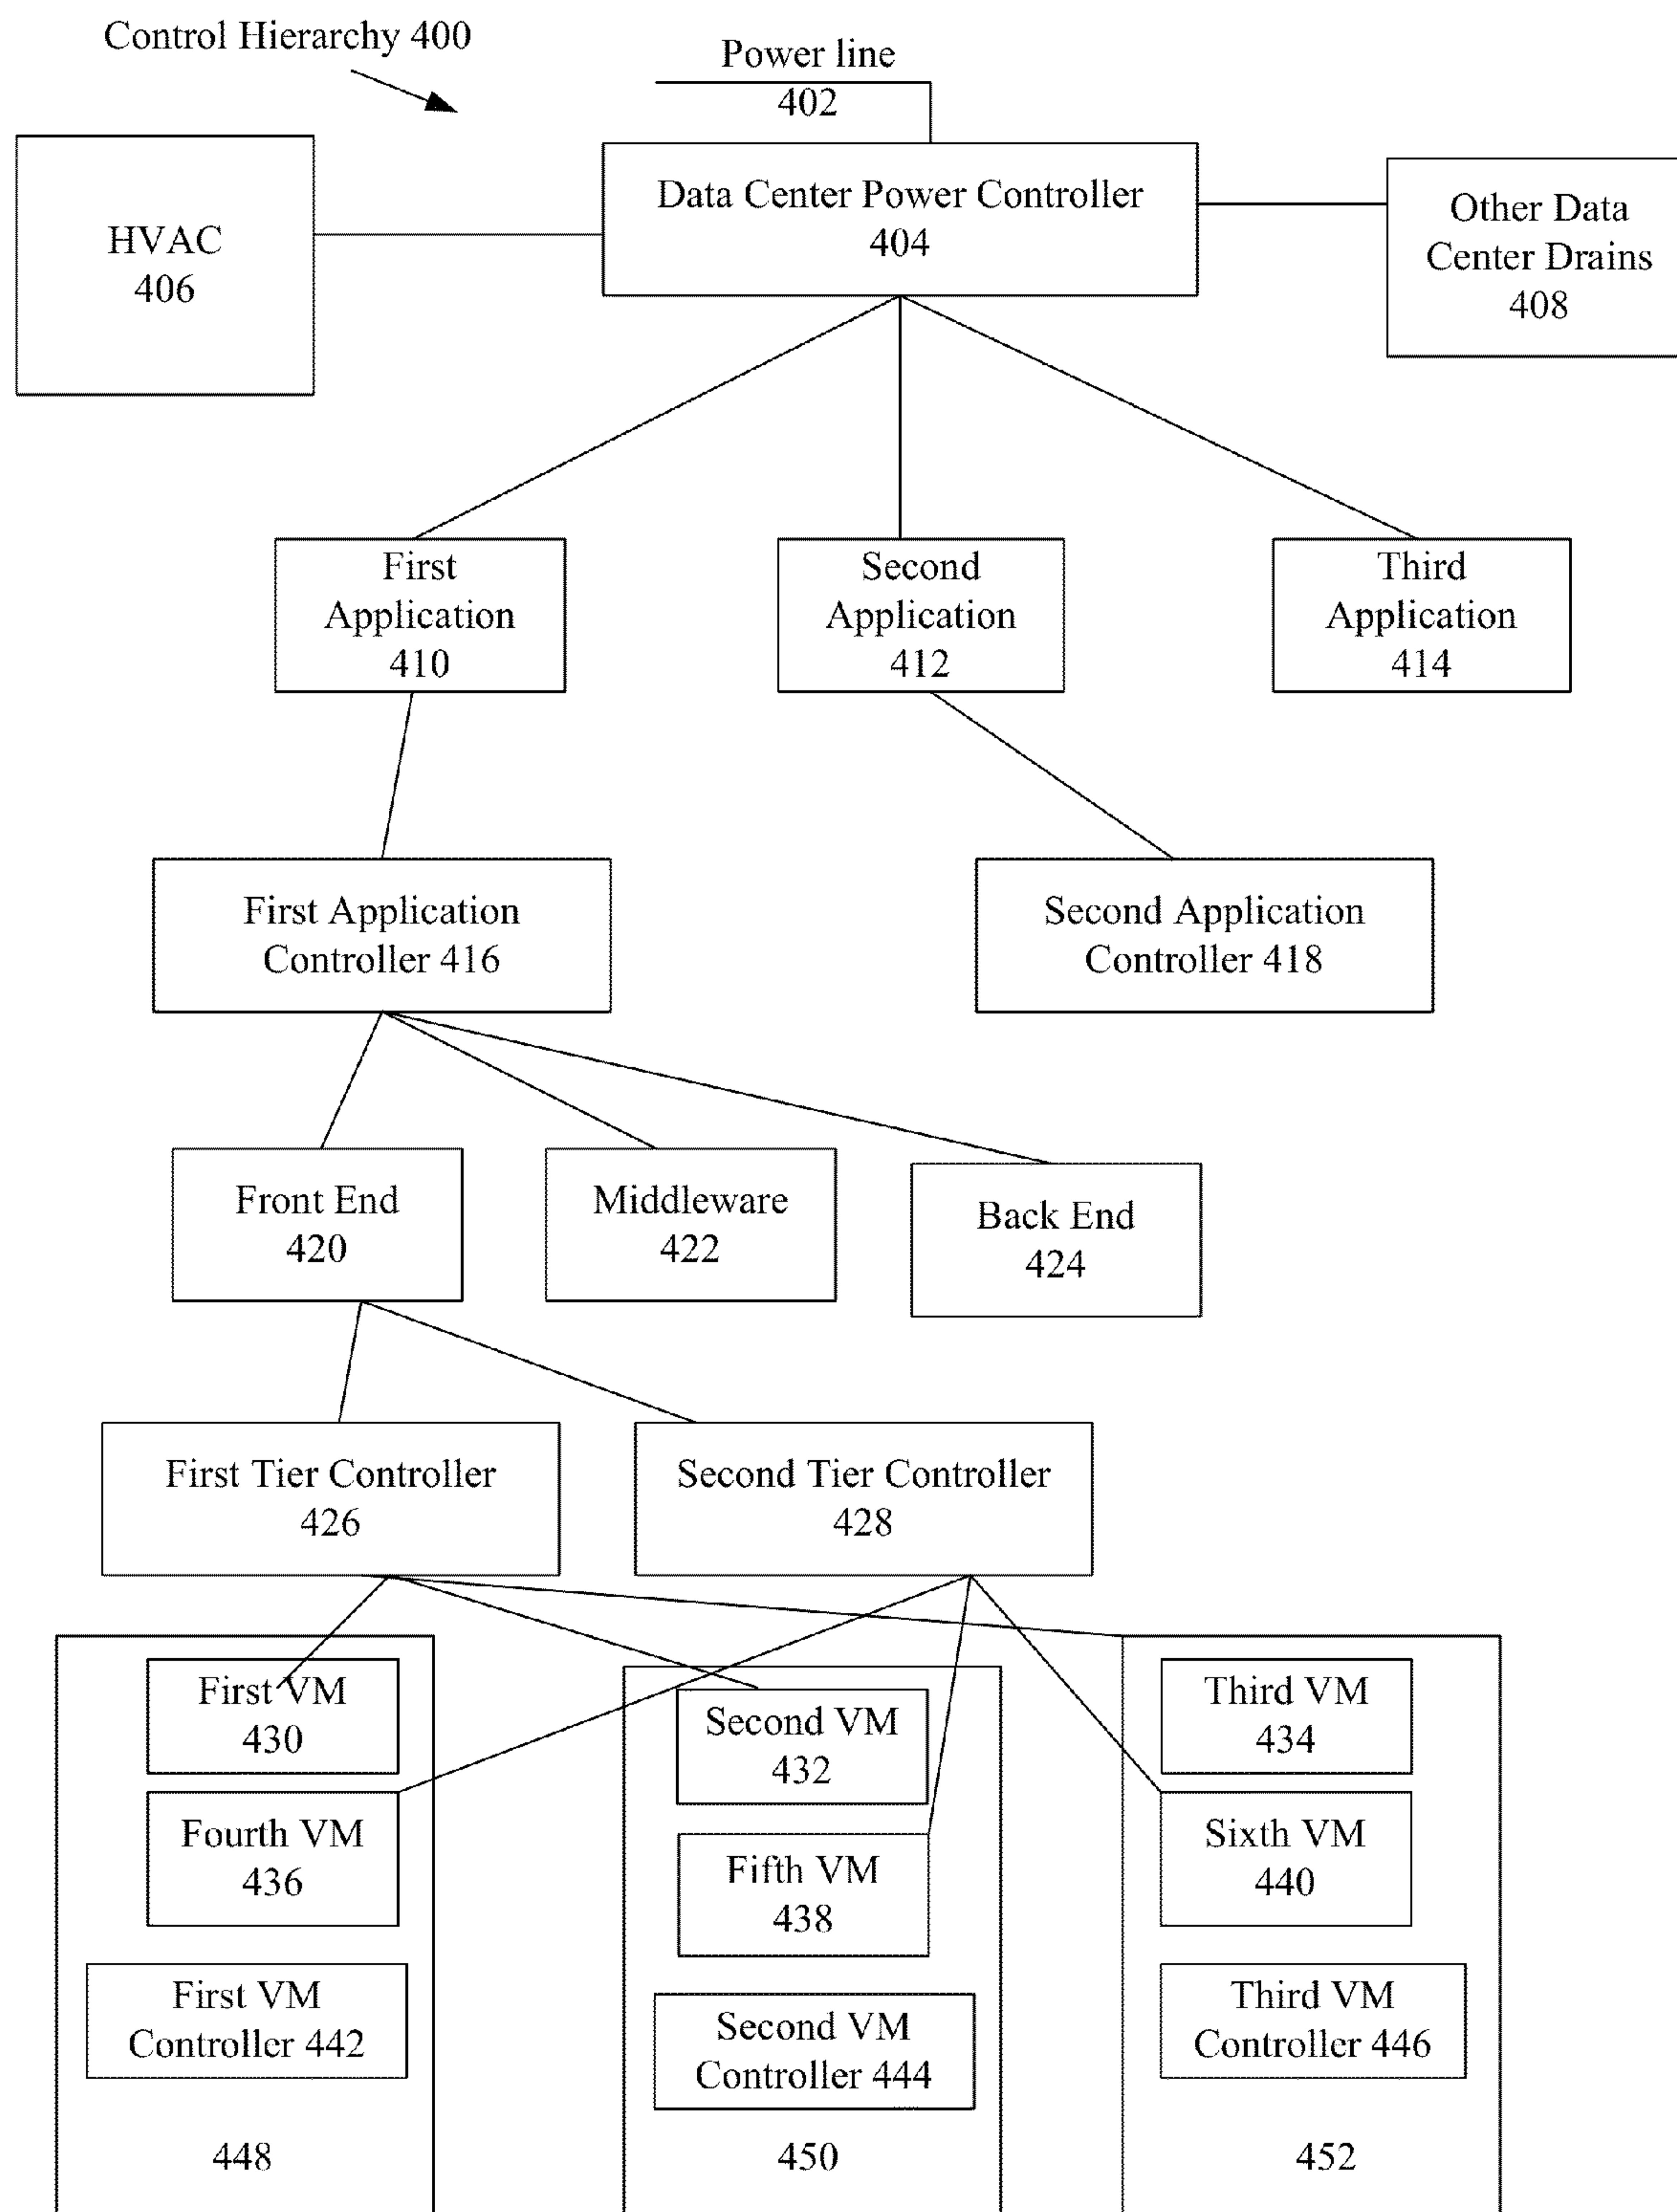 Control Hierarchy 400
Power line
402
HVAC
406
Data Center Power Controller
404
Other Data
Center Drains
408
First
Application
410
Second
Application
412
Third
Application
414
First Application
Controller 416
Second Application
Controller 418
Front End
420
Middleware
422
Back End
424
First Tier Controller
426
Second Tier Controller
428
First VM
430
Fourth VM
436
First VM
Controller 442
448
Second VM
432
Fifth VM
438
Second VM
Controller 444
450
Third VM
434
Sixth VM
440
Third VM
Controller 446
452